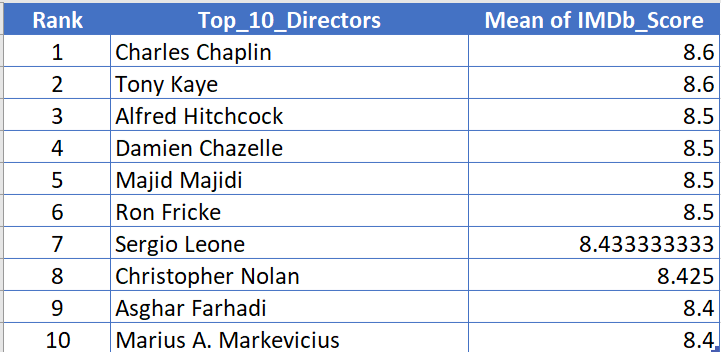 Rank Top_10_Directors Mean of IMDb_Score
1 Charles Chaplin 8.6
2 Tony Kaye 8.6
3 Alfred Hitchcock 8.5
4 Damien Chazelle 8.5
5 Majid Majidi 8.5
6 Ron Fricke 8.5
7 Sergio Leone 8.433333333
8 Christopher Nolan 8.425
9 Asghar Farhadi 8.4
10 Marius A. Markevicius 8.4